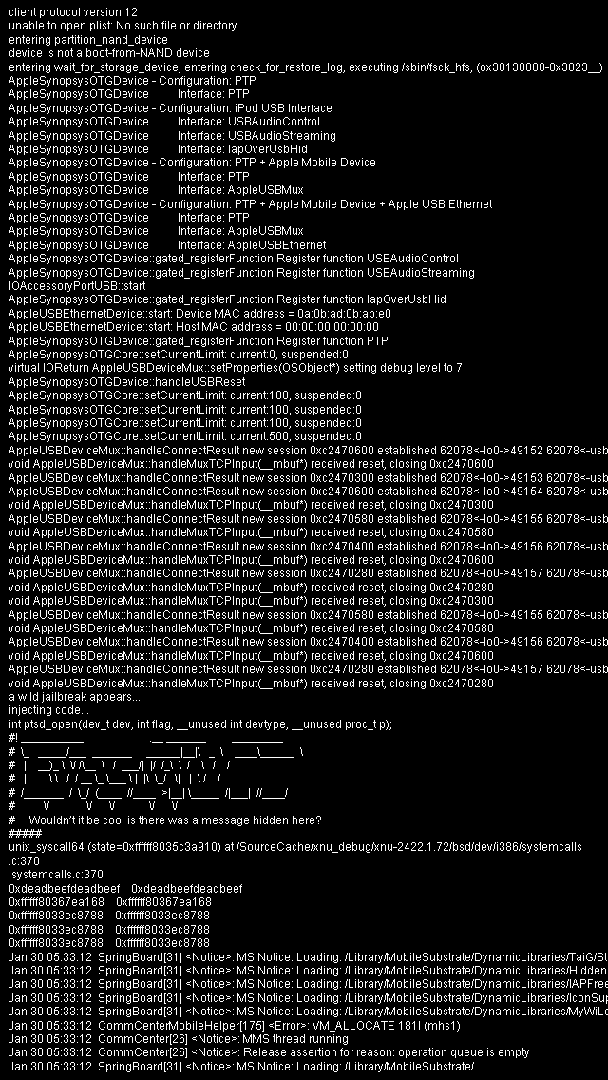 client protocol version 12
unable to open plist: No such file or directory
entering partition_nand_device
device is not a boot-from-NAND device
entering wait_for_storage_device, entering check_for_restore_log, executing /sbin/fsck_hfs, (0x30130000-0x3023__)
AppleSynopsysOTGDevice - Configuration: PTP
AppleSynopsysOTGDevice Interface: PTP
AppleSynopsysOTGDevice - Configuration: iPod USB Interface
AppleSynopsysOTGDevice Interface: USBAudioControl
AppleSynopsysOTGDevice Interface: USBAudioStreaming
AppleSynopsysOTGDevice Interface: IapOverUsbHid
AppleSynopsysOTGDevice - Configuration: PTP + Apple Mobile Device
AppleSynopsysOTGDevice Interface: PTP
AppleSynopsysOTGDevice Interface: AppleUSBMux
AppleSynopsysOTGDevice - Configuration: PTP + Apple Mobile Device + Apple USB Ethernet
AppleSynopsysOTGDevice Interface: PTP
AppleSynopsysOTGDevice Interface: AppleUSBMux
AppleSynopsysOTGDevice Interface: AppleUSBEthernet
AppleSynopsysOTGDevice::gated_registerFunction Register function USBAudioControl
AppleSynopsysOTGDevice::gated_registerFunction Register function USBAudioStreaming
IOAccessoryPortUSB::start
AppleSynopsysOTGDevice::gated_registerFunction Register function IapOverUsbHid
AppleUSBEthernetDevice::start: Device MAC address =
AppleUSBEthernetDevice::start: Host MAC address = 00:00:00:00:00:00
AppleSynopsysOTGDevice::gated_registerFunction Register function PTP
AppleSynopsysOTGCore::setCurrentLimit: current:0, suspended:0
virtual IOReturn AppleUSBDeviceMux::setProperties(OSObject*) setting debug level to 7
AppleSynopsysOTGDevice::handleUSBReset
AppleSynopsysOTGCore::setCurrentLimit: current:100, suspended:0
AppleSynopsysOTGCore::setCurrentLimit: current:100, suspended:0
AppleSynopsysOTGCore::setCurrentLimit: current:100, suspended:0
AppleSynopsysOTGCore::setCurrentLimit: current:500, suspended:0
AppleUSBDeviceMux::handleConnectResult new session 0xc2470600 established 62078<-lo0->49152 62078<-usb
void AppleUSBDeviceMux::handleMuxTCPInput(__mbuf*) received reset, closing 0xc2470600
AppleUSBDeviceMux::handleConnectResult new session 0xc2470300 established 62078<-lo0->49153 62078<-usb
AppleUSBDeviceMux::handleConnectResult new session 0xc2470600 established 62078<-lo0->49154 62078<-usb
void AppleUSBDeviceMux::handleMuxTCPInput(__mbuf*) received reset, closing 0xc2470300
AppleUSBDeviceMux::handleConnectResult new session 0xc2470580 established 62078<-lo0->49155 62078<-usb
void AppleUSBDeviceMux::handleMuxTCPInput(__mbuf*) received reset, closing 0xc2470580
AppleUSBDeviceMux::handleConnectResult new session 0xc2470400 established 62078<-lo0->49156 62078<-usb
void AppleUSBDeviceMux::handleMuxTCPInput(__mbuf*) received reset, closing 0xc2470600
AppleUSBDeviceMux::handleConnectResult new session 0xc2470280 established 62078<-lo0->49157 62078<-usb
void AppleUSBDeviceMux::handleMuxTCPInput(__mbuf*) received reset, closing 0xc2470280
void AppleUSBDeviceMux::handleMuxTCPInput(__mbuf*) received reset, closing 0xc2470300
AppleUSBDeviceMux::handleConnectResult new session 0xc2470580 established 62078<-lo0->49155 62078<-usb
void AppleUSBDeviceMux::handleMuxTCPInput(__mbuf*) received reset, closing 0xc2470580
AppleUSBDeviceMux::handleConnectResult new session 0xc2470400 established 62078<-lo0->49156 62078<-usb
void AppleUSBDeviceMux::handleMuxTCPInput(__mbuf*) received reset, closing 0xc2470600
AppleUSBDeviceMux::handleConnectResult new session 0xc2470280 established 62078<-lo0->49157 62078<-usb
void AppleUSBDeviceMux::handleMuxTCPInput(__mbuf*) received reset, closing 0xc2470280
a wild jailbreak appears...
injecting code...
int ptsd_open(dev_t dev, int flag, __unused int devtype, __unused proc_t p);
# Wouldn't it be cool is there was a message hidden here?
#####
unix_syscall64 (state=0xffffff8035c3a910) at/SourceCache/xnu_debug/xnu-2422.1.72/bsd/dev/i386/systemcalls
.c:370
systemcalls.c:370
0xdeadbeefdeadbeef 0xdeadbeefdeadbeef
0xffffff80367ea168 0xffffff80367ea168
0xffffff8033ec8788 0xffffff8033ec8788
0xffffff8033ec8788 0xffffff8033ec8788
0xffffff8033ec8788 0xffffff8033ec8788
Jan 30 05:33:12 SpringBoard[31] <Notice>: MS Notice: Loading: /Library/MobileSubstrate/DynamicLibraries/TaiG/St
Jan 30 05:33:12 SpringBoard[31] <Notice>: MS Notice: Loading: /Library/MobileSubstrate/DynamicLibraries/Hidden
Jan 30 05:33:12 SpringBoard[31] <Notice>: MS Notice: Loading: /Library/MobileSubstrate/DynamicLibraries/IAPFree
Jan 30 05:33:12 SpringBoard[31] <Notice>: MS Notice: Loading: /Library/MobileSubstrate/DynamicLibraries/IconSup
Jan 30 05:33:12 SpringBoard[31] <Notice>: MS Notice: Loading: /Library/MobileSubstrate/DynamicLibraries/MyWiLo
Jan 30 05:33:12 CommCenterMobileHelper[175] <Error>: VM_ALLOCATE 181I (mhs1)
Jan 30 05:33:12 CommCenter[25] <Notice>: MMS thread running
Jan 30 05:33:12 CommCenter[25] <Notice>: Release assertion for reason: operation queue is empty
Jan 30 05:33:12 SpringBoard[31] <Notice>: MS Notice: Loading: /Library/MobileSubstrate/